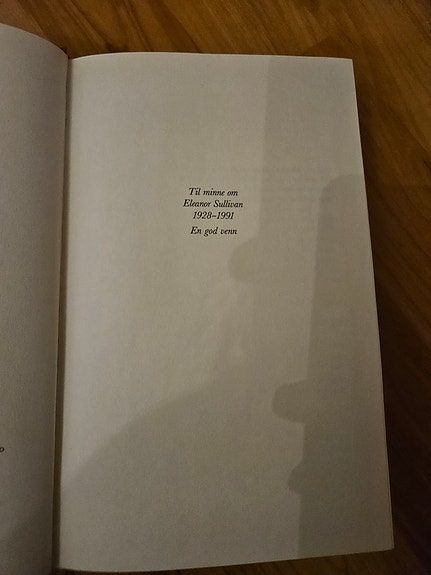 Til minne om
Eleanor Sullivan
1928–1991
En god venn